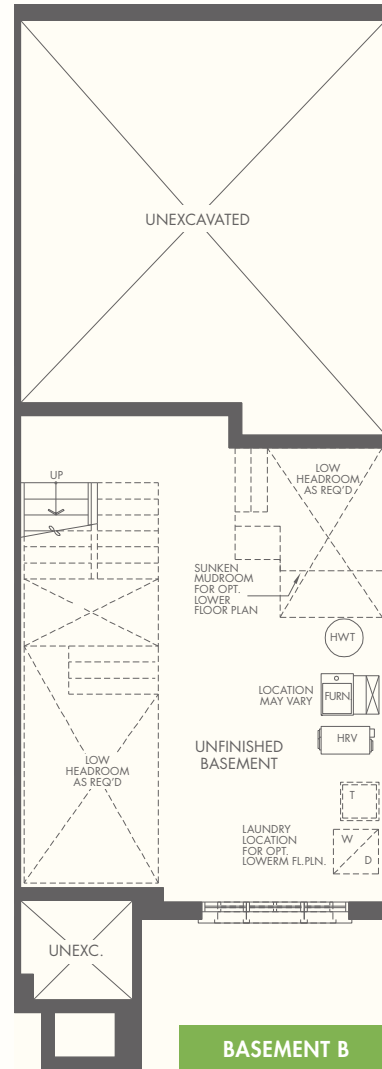 UNEXCAVATED
UP
LOW
HEADROOM
AS REQ'D
SUNKEN
MUDROOM
FOR OPT.
LOWER
FLOOR PLAN
HWT
LOCATION
MAY VARY
FURN.
HRV
UNFINISHED
BASEMENT
LOW
HEADROOM
AS REQ'D
T
LAUNDRY
LOCATION
FOR OPT.
LOWERM FL.PLN.
W
D
UNEXC.
BASEMENT B